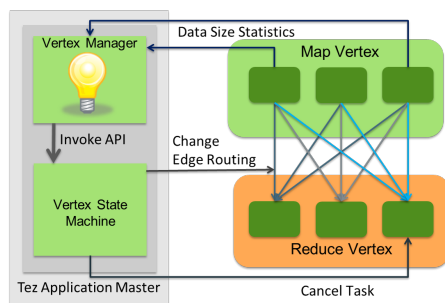 Vertex Manager
Data Size Statistics
Map Vertex
Invoke API
Change
Edge Routing
Vertex State
Machine
Reduce Vertex
Tez Application Master
Cancel Task